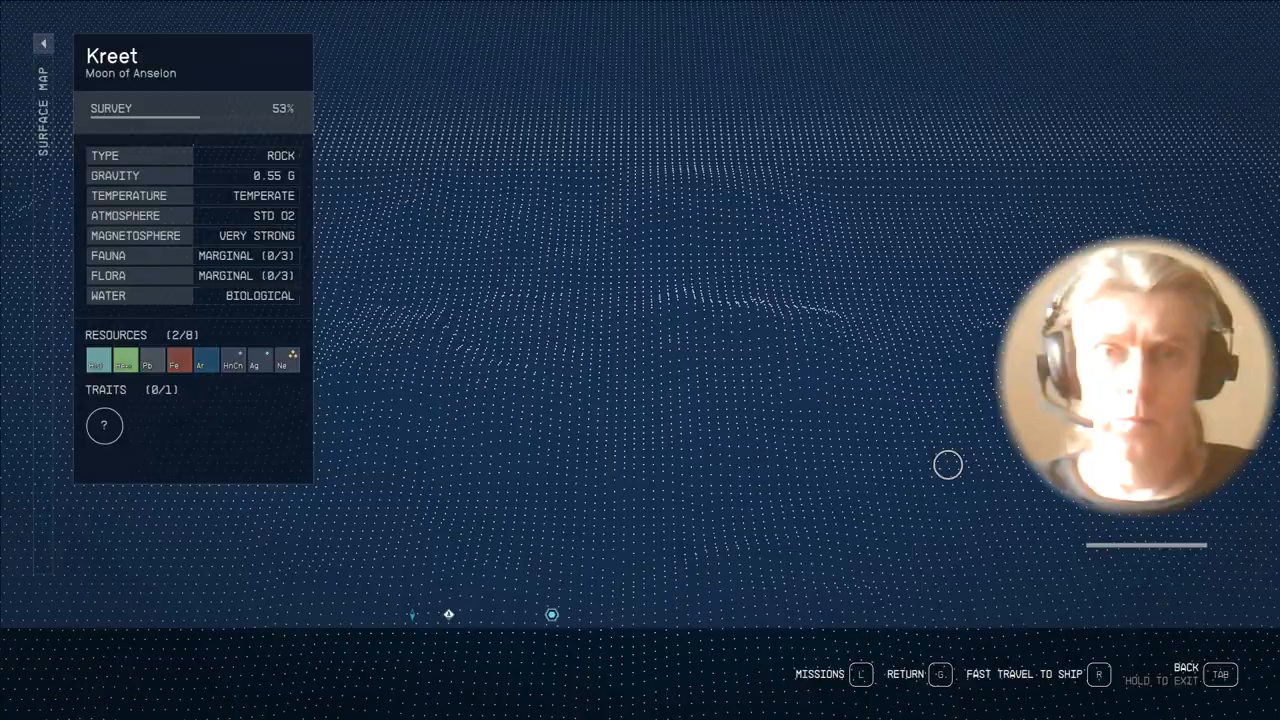 Kreet
Moon of Anselon
SURFACE MAP
SURVEY 53%
TYPE ROCK
GRAVITY 0.55 G
TEMPERATURE TEMPERATE
ATMOSPHERE STD O2
MAGNETOSPHERE VERY STRONG
FAUNA MARGINAL (0/3)
FLORA MARGINAL (0/3)
WATER BIOLOGICAL
RESOURCES (2/8)
Pb Fe Ar HnCn Ag Ne
TRAITS (0/1)
?
MISSIONS L RETURN G FAST TRAVEL TO SHIP R BACK TAB
HOLD TO EXIT